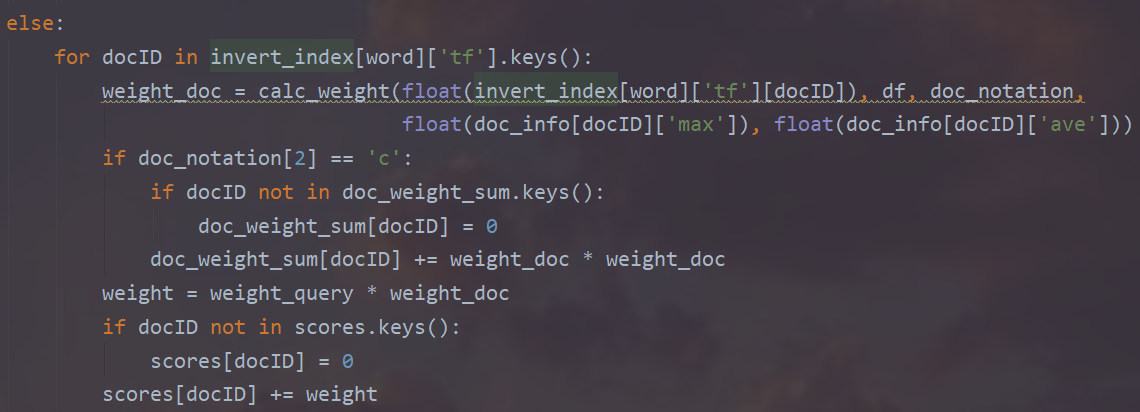 else:
    for docID in invert_index[word]['tf'].keys():
        weight_doc = calc_weight(float(invert_index[word]['tf'][docID]), df, doc_notation,
                                 float(doc_info[docID]['max']), float(doc_info[docID]['ave']))
        if doc_notation[2] == 'c':
            if docID not in doc_weight_sum.keys():
                doc_weight_sum[docID] = 0
            doc_weight_sum[docID] += weight_doc * weight_doc
        weight = weight_query * weight_doc
        if docID not in scores.keys():
            scores[docID] = 0
        scores[docID] += weight